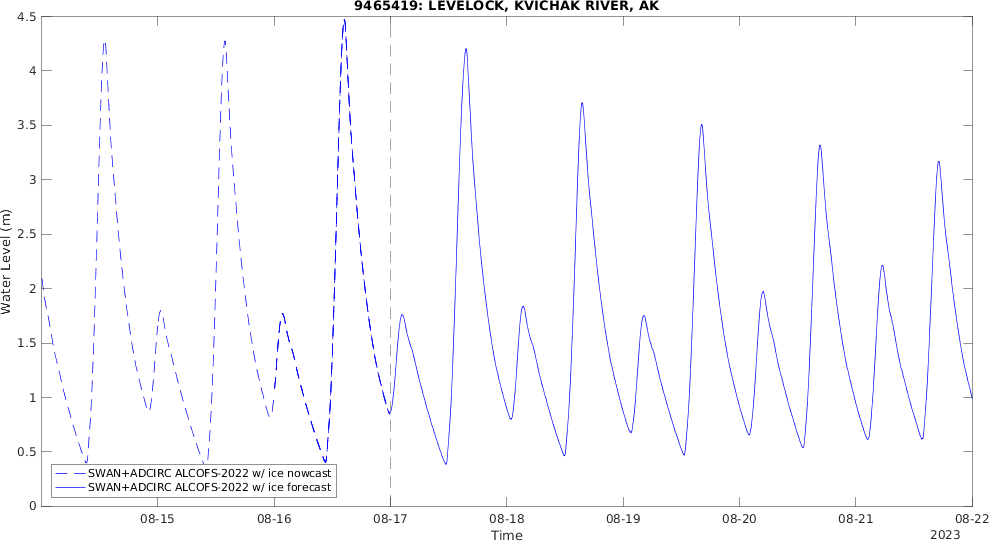 9465419: LEVELOCK, KVICHAK RIVER, AK
4.5
4
3.5
3
2.5
2
1.5
1
0.5
0
Water Level (m)
SWAN+ADCIRC ALCOFS-2022 w/ ice nowcast
SWAN+ADCIRC ALCOFS-2022 w/ ice forecast
08-15 08-16 08-17 08-18 08-19 08-20 08-21 08-22
Time
2023